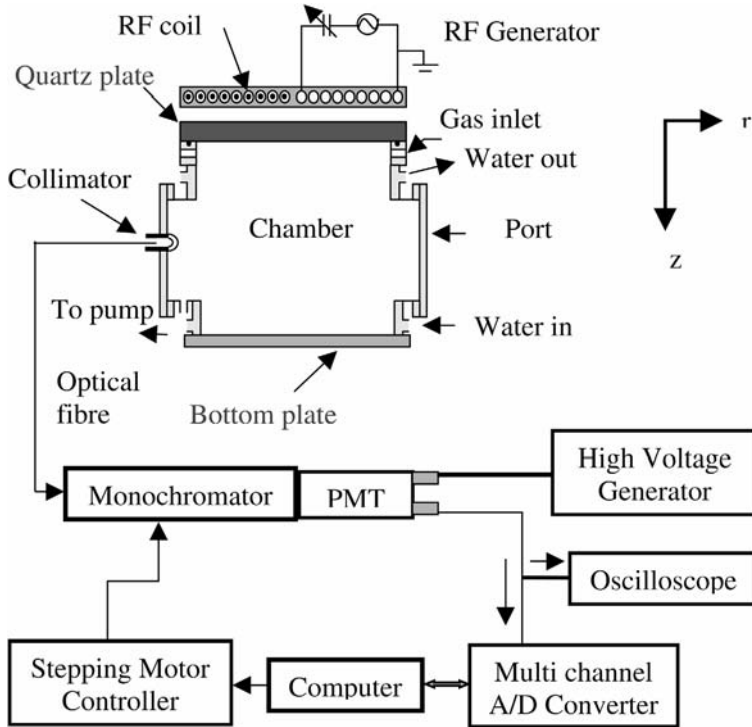 RF coil
RF Generator
Quartz plate
Gas inlet
Water out
r
Collimator
Chamber
Port
z
To pump
Water in
Optical
fibre
Bottom plate
High Voltage
Generator
Monochromator
PMT
Oscilloscope
Stepping Motor
Controller
Computer
Multi channel
A/D Converter